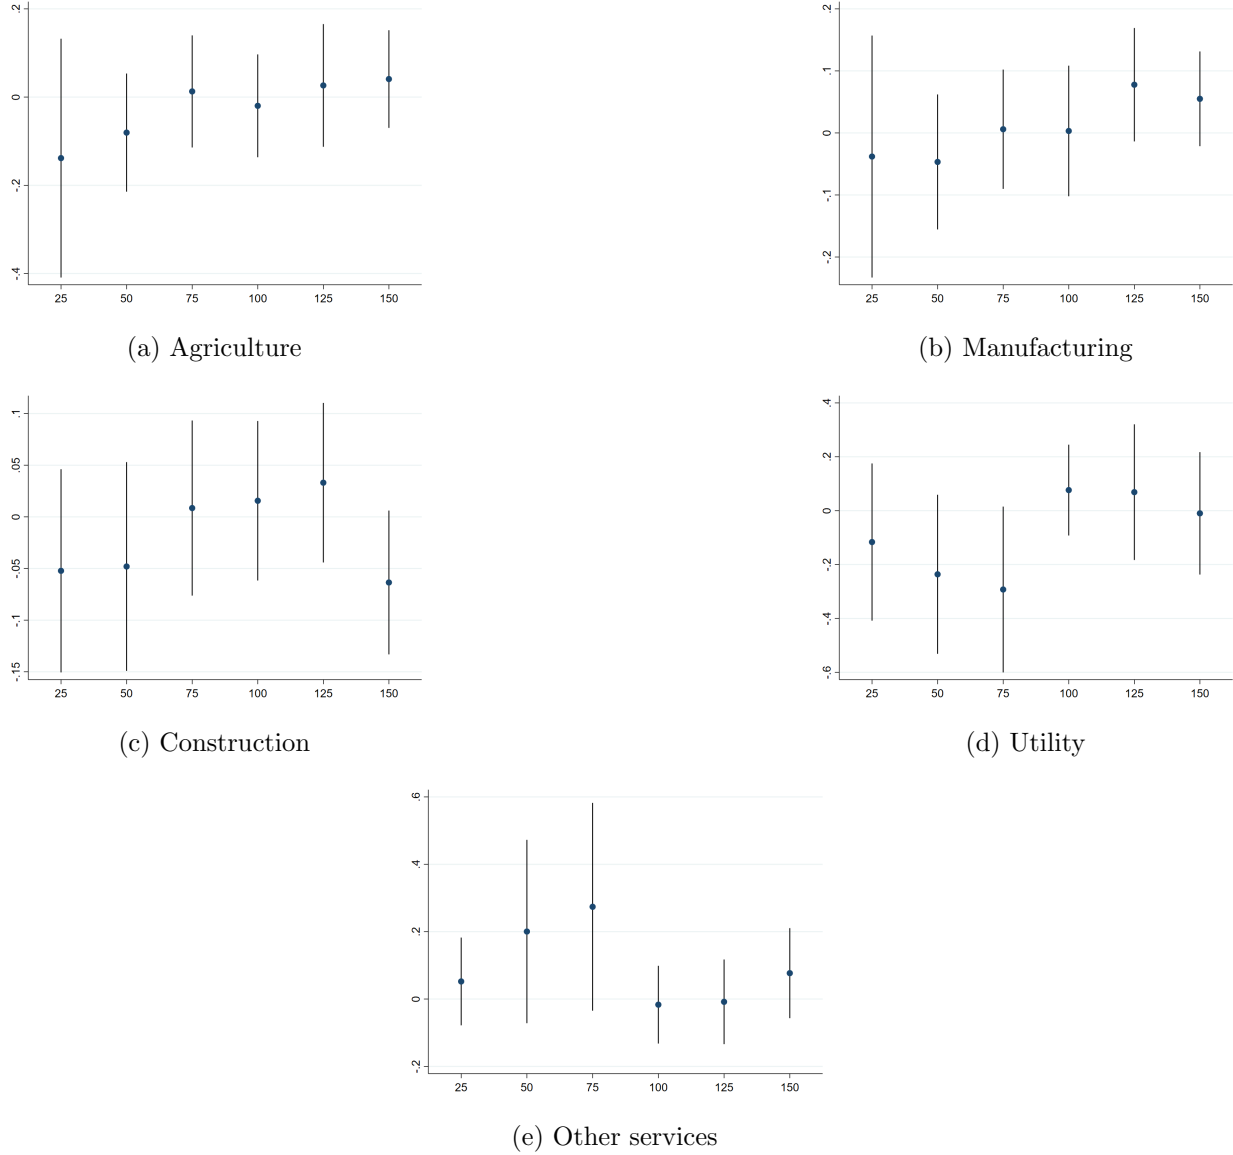 .2
0
-.2
-.4
25 50 75 100 125 150
(a) Agriculture
.2
.1
0
-.1
-.2
25 50 75 100 125 150
(b) Manufacturing
.1
.05
0
-.05
-.1
-.15
25 50 75 100 125 150
(c) Construction
.4
.2
0
-.2
-.4
-.6
25 50 75 100 125 150
(d) Utility
.6
.4
.2
0
-.2
25 50 75 100 125 150
(e) Other services